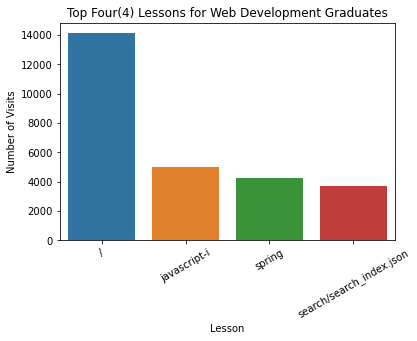 Top Four(4) Lessons for Web Development Graduates
14000
12000
10000
8000
6000
4000
2000
0
Number of Visits
/
javascript-i
spring
search/search_index.json
Lesson